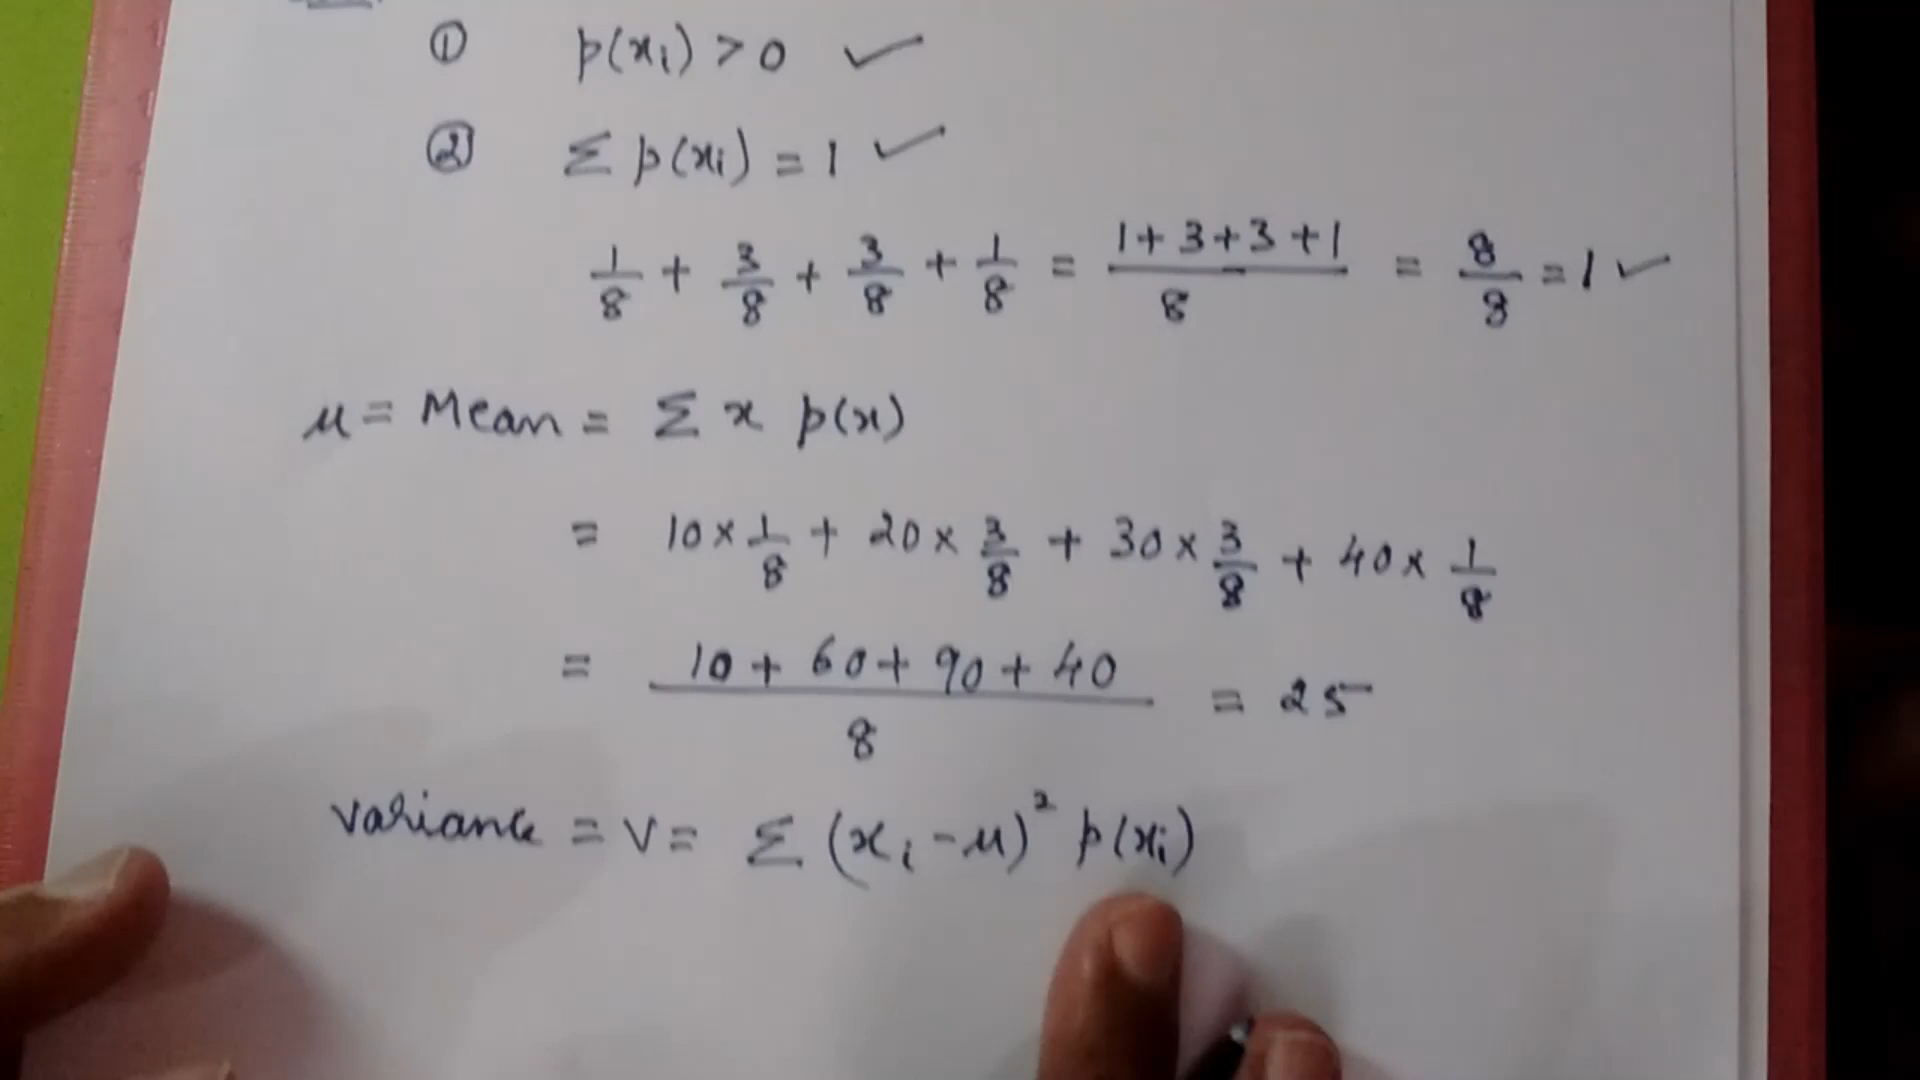 ① p(xi) > 0 ✓
② Σ p(xi) = 1 ✓
1/8 + 3/8 + 3/8 + 1/8 = 1+3+3+1/8 = 8/8 = 1 ✓
μ = Mean = Σ x p(x)
= 10 × 1/8 + 20 × 3/8 + 30 × 3/8 + 40 × 1/8
= 10 + 60 + 90 + 40/8 = 25
variance = V = Σ (xi - μ)² p(xi)